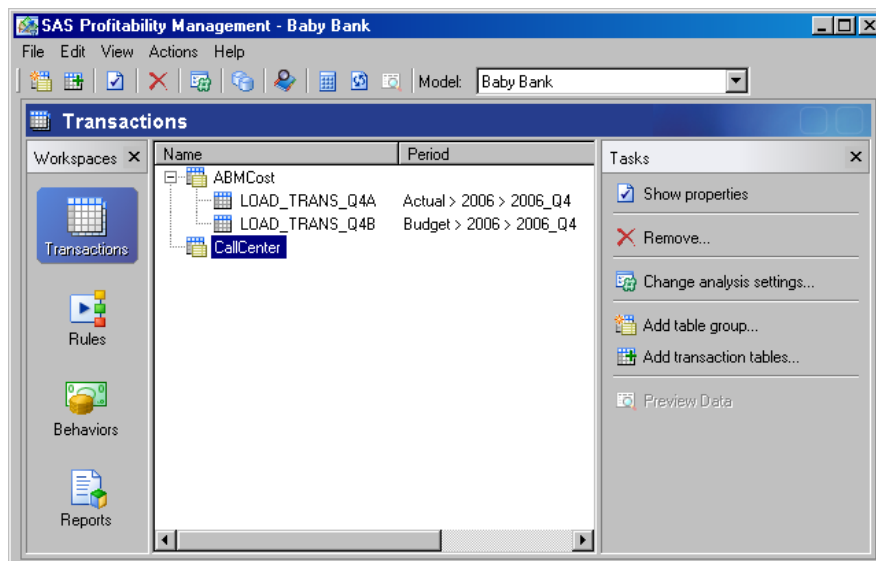 SAS Profitability Management - Baby Bank
File Edit View Actions Help
Model: Baby Bank
Transactions
Workspaces
Name Period
Tasks
ABMCost
LOAD_TRANS_Q4A Actual > 2006 > 2006_Q4
LOAD_TRANS_Q4B Budget > 2006 > 2006_Q4
CallCenter
Transactions
Rules
Behaviors
Reports
Show properties
Remove...
Change analysis settings...
Add table group...
Add transaction tables...
Preview Data